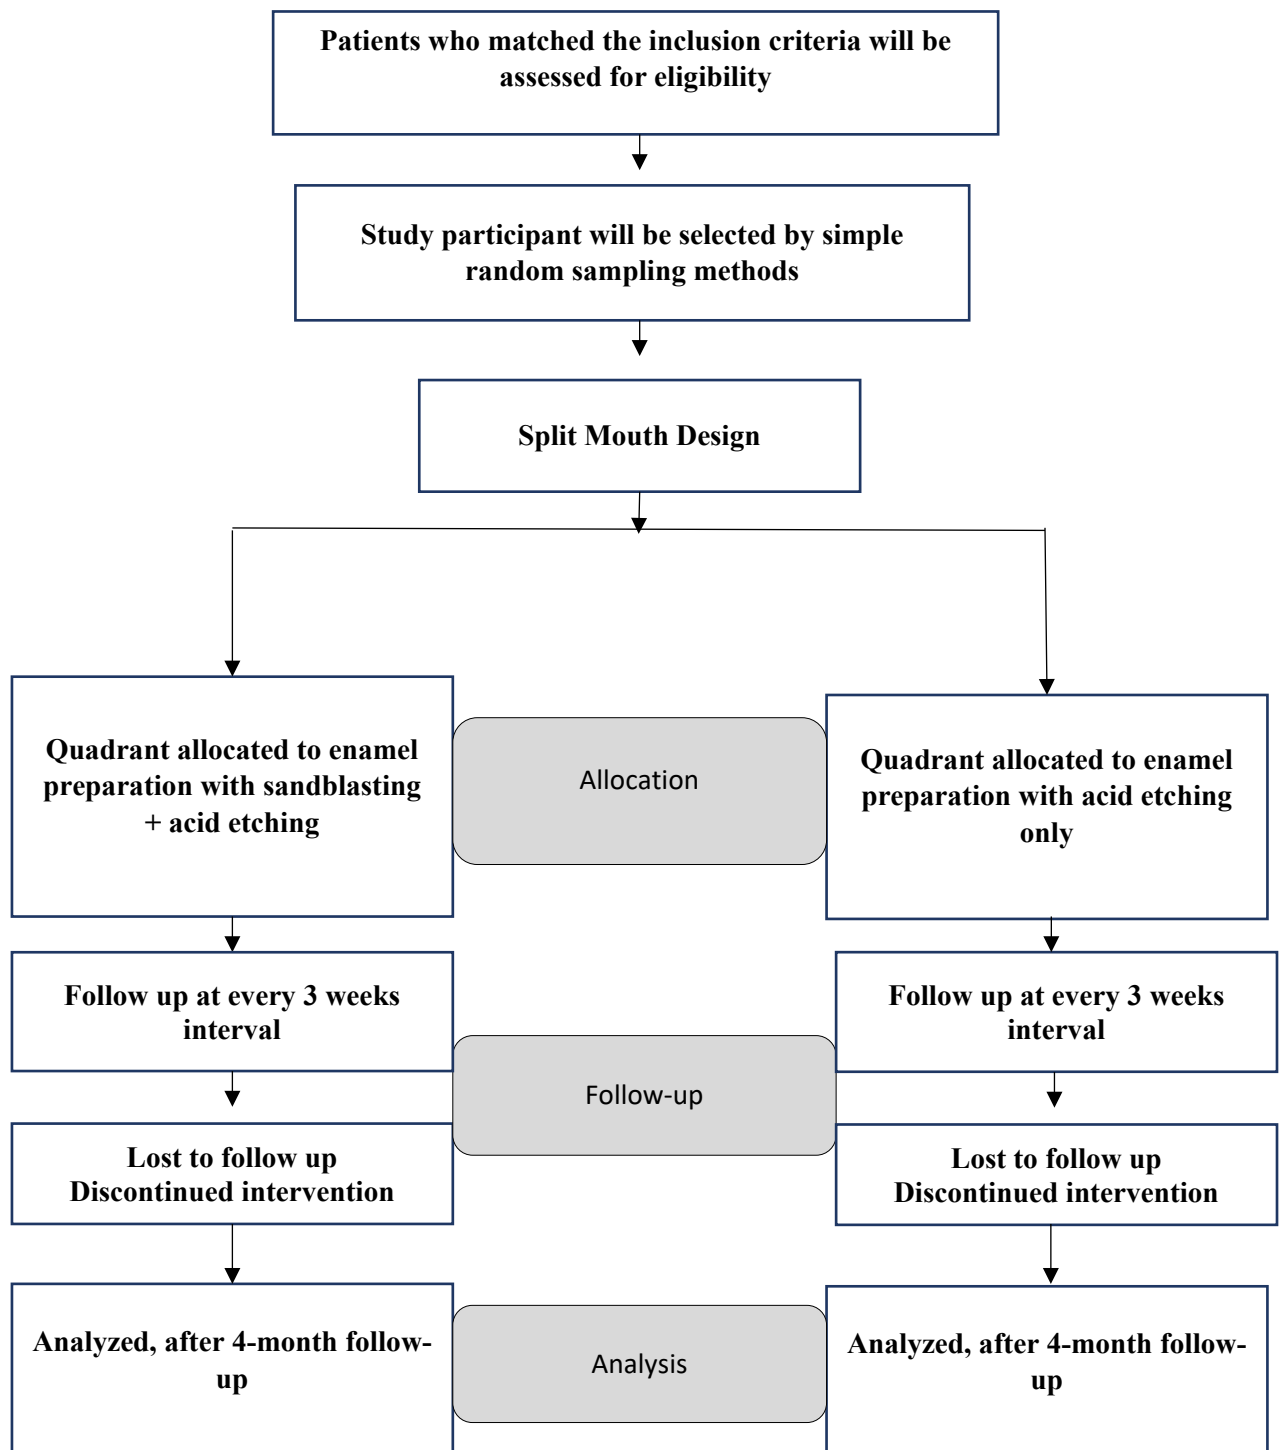 Patients who matched the inclusion criteria will be
assessed for eligibility
Study participant will be selected by simple
random sampling methods
Split Mouth Design
Quadrant allocated to enamel
preparation with sandblasting
+ acid etching
Allocation
Quadrant allocated to enamel
preparation with acid etching
only
Follow up at every 3 weeks
interval
Follow up at every 3 weeks
interval
Follow-up
Lost to follow up
Discontinued intervention
Lost to follow up
Discontinued intervention
Analyzed, after 4-month follow-
up
Analysis
Analyzed, after 4-month follow-
up